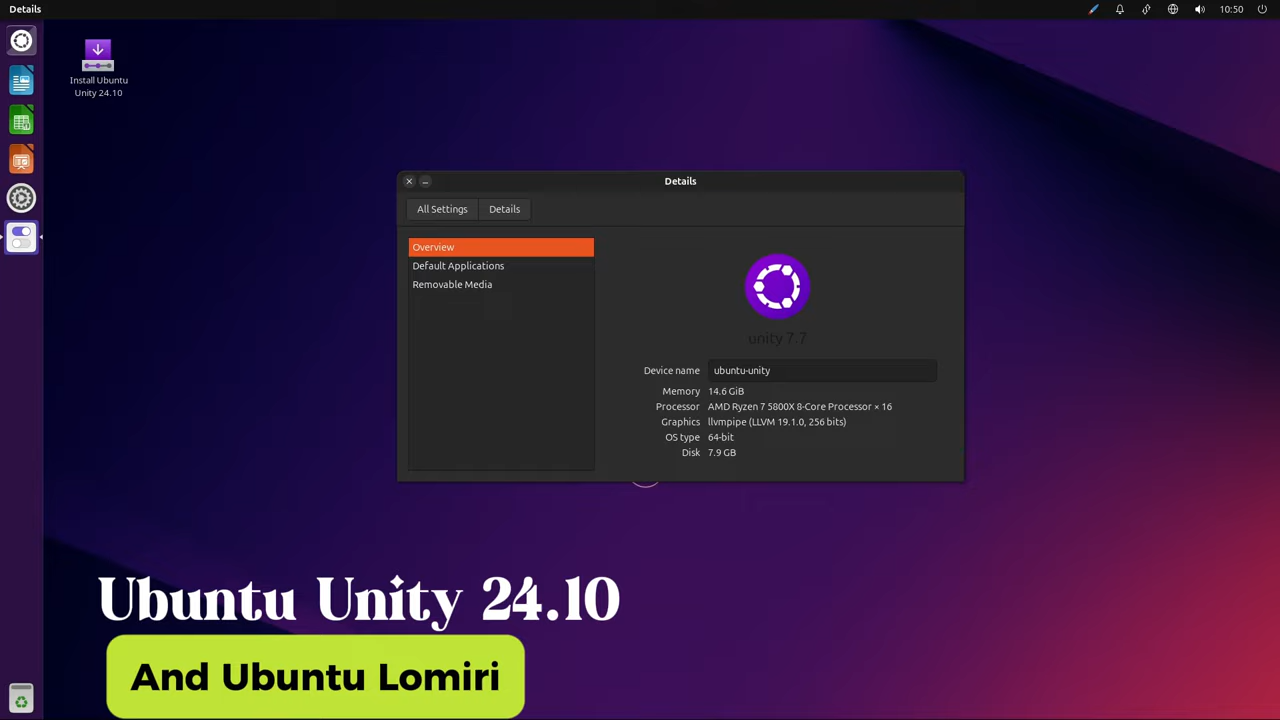 Details
10:50
Install Ubuntu
Unity 24.10
Details
All Settings
Details
Overview
Default Applications
Removable Media
unity 7.7
Device name ubuntu-unity
Memory 14.6 GiB
Processor AMD Ryzen 7 5800X 8-Core Processor × 16
Graphics llvmpipe (LLVM 19.1.0, 256 bits)
OS type 64-bit
Disk 7.9 GB
Ubuntu Unity 24.10
And Ubuntu Lomiri